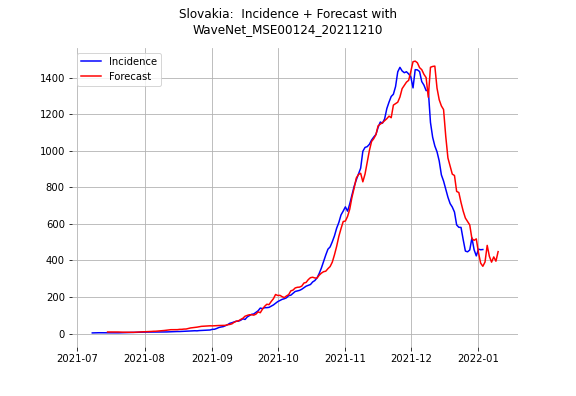 Slovakia:  Incidence + Forecast with
WaveNet_MSE00124_20211210
Incidence
Forecast
1400
1200
1000
800
600
400
200
0
2021-07 2021-08 2021-09 2021-10 2021-11 2021-12 2022-01